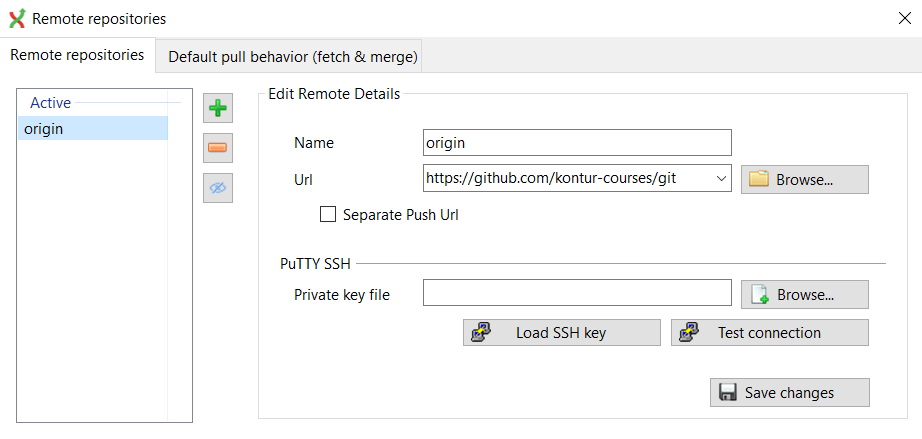 Remote repositories
Remote repositories
Default pull behavior (fetch & merge)
Active
origin
Edit Remote Details
Name
origin
Url
https://github.com/kontur-courses/git
Browse...
Separate Push Url
PuTTY SSH
Private key file
Browse...
Load SSH key
Test connection
Save changes